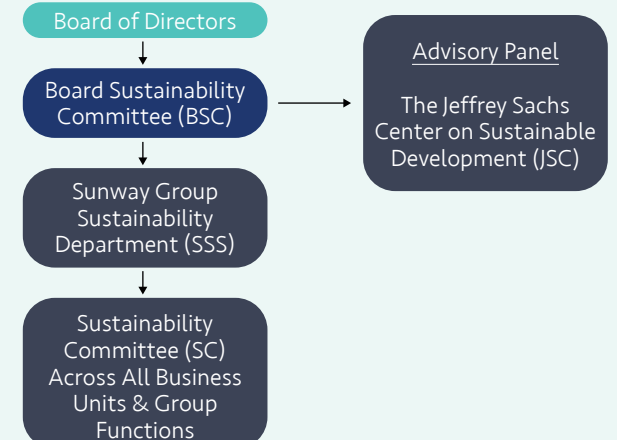 Board of Directors
Board Sustainability
Committee (BSC)
Advisory Panel
The Jeffrey Sachs
Center on Sustainable
Development (JSC)
Sunway Group
Sustainability
Department (SSS)
Sustainability
Committee (SC)
Across All Business
Units & Group
Functions